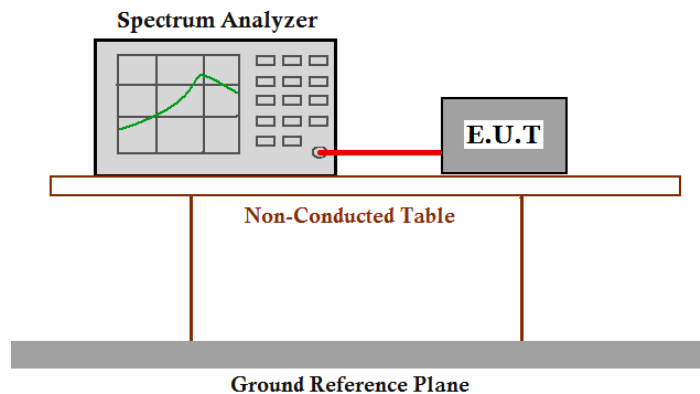 Spectrum Analyzer
E.U.T
Non-Conducted Table
Ground Reference Plane